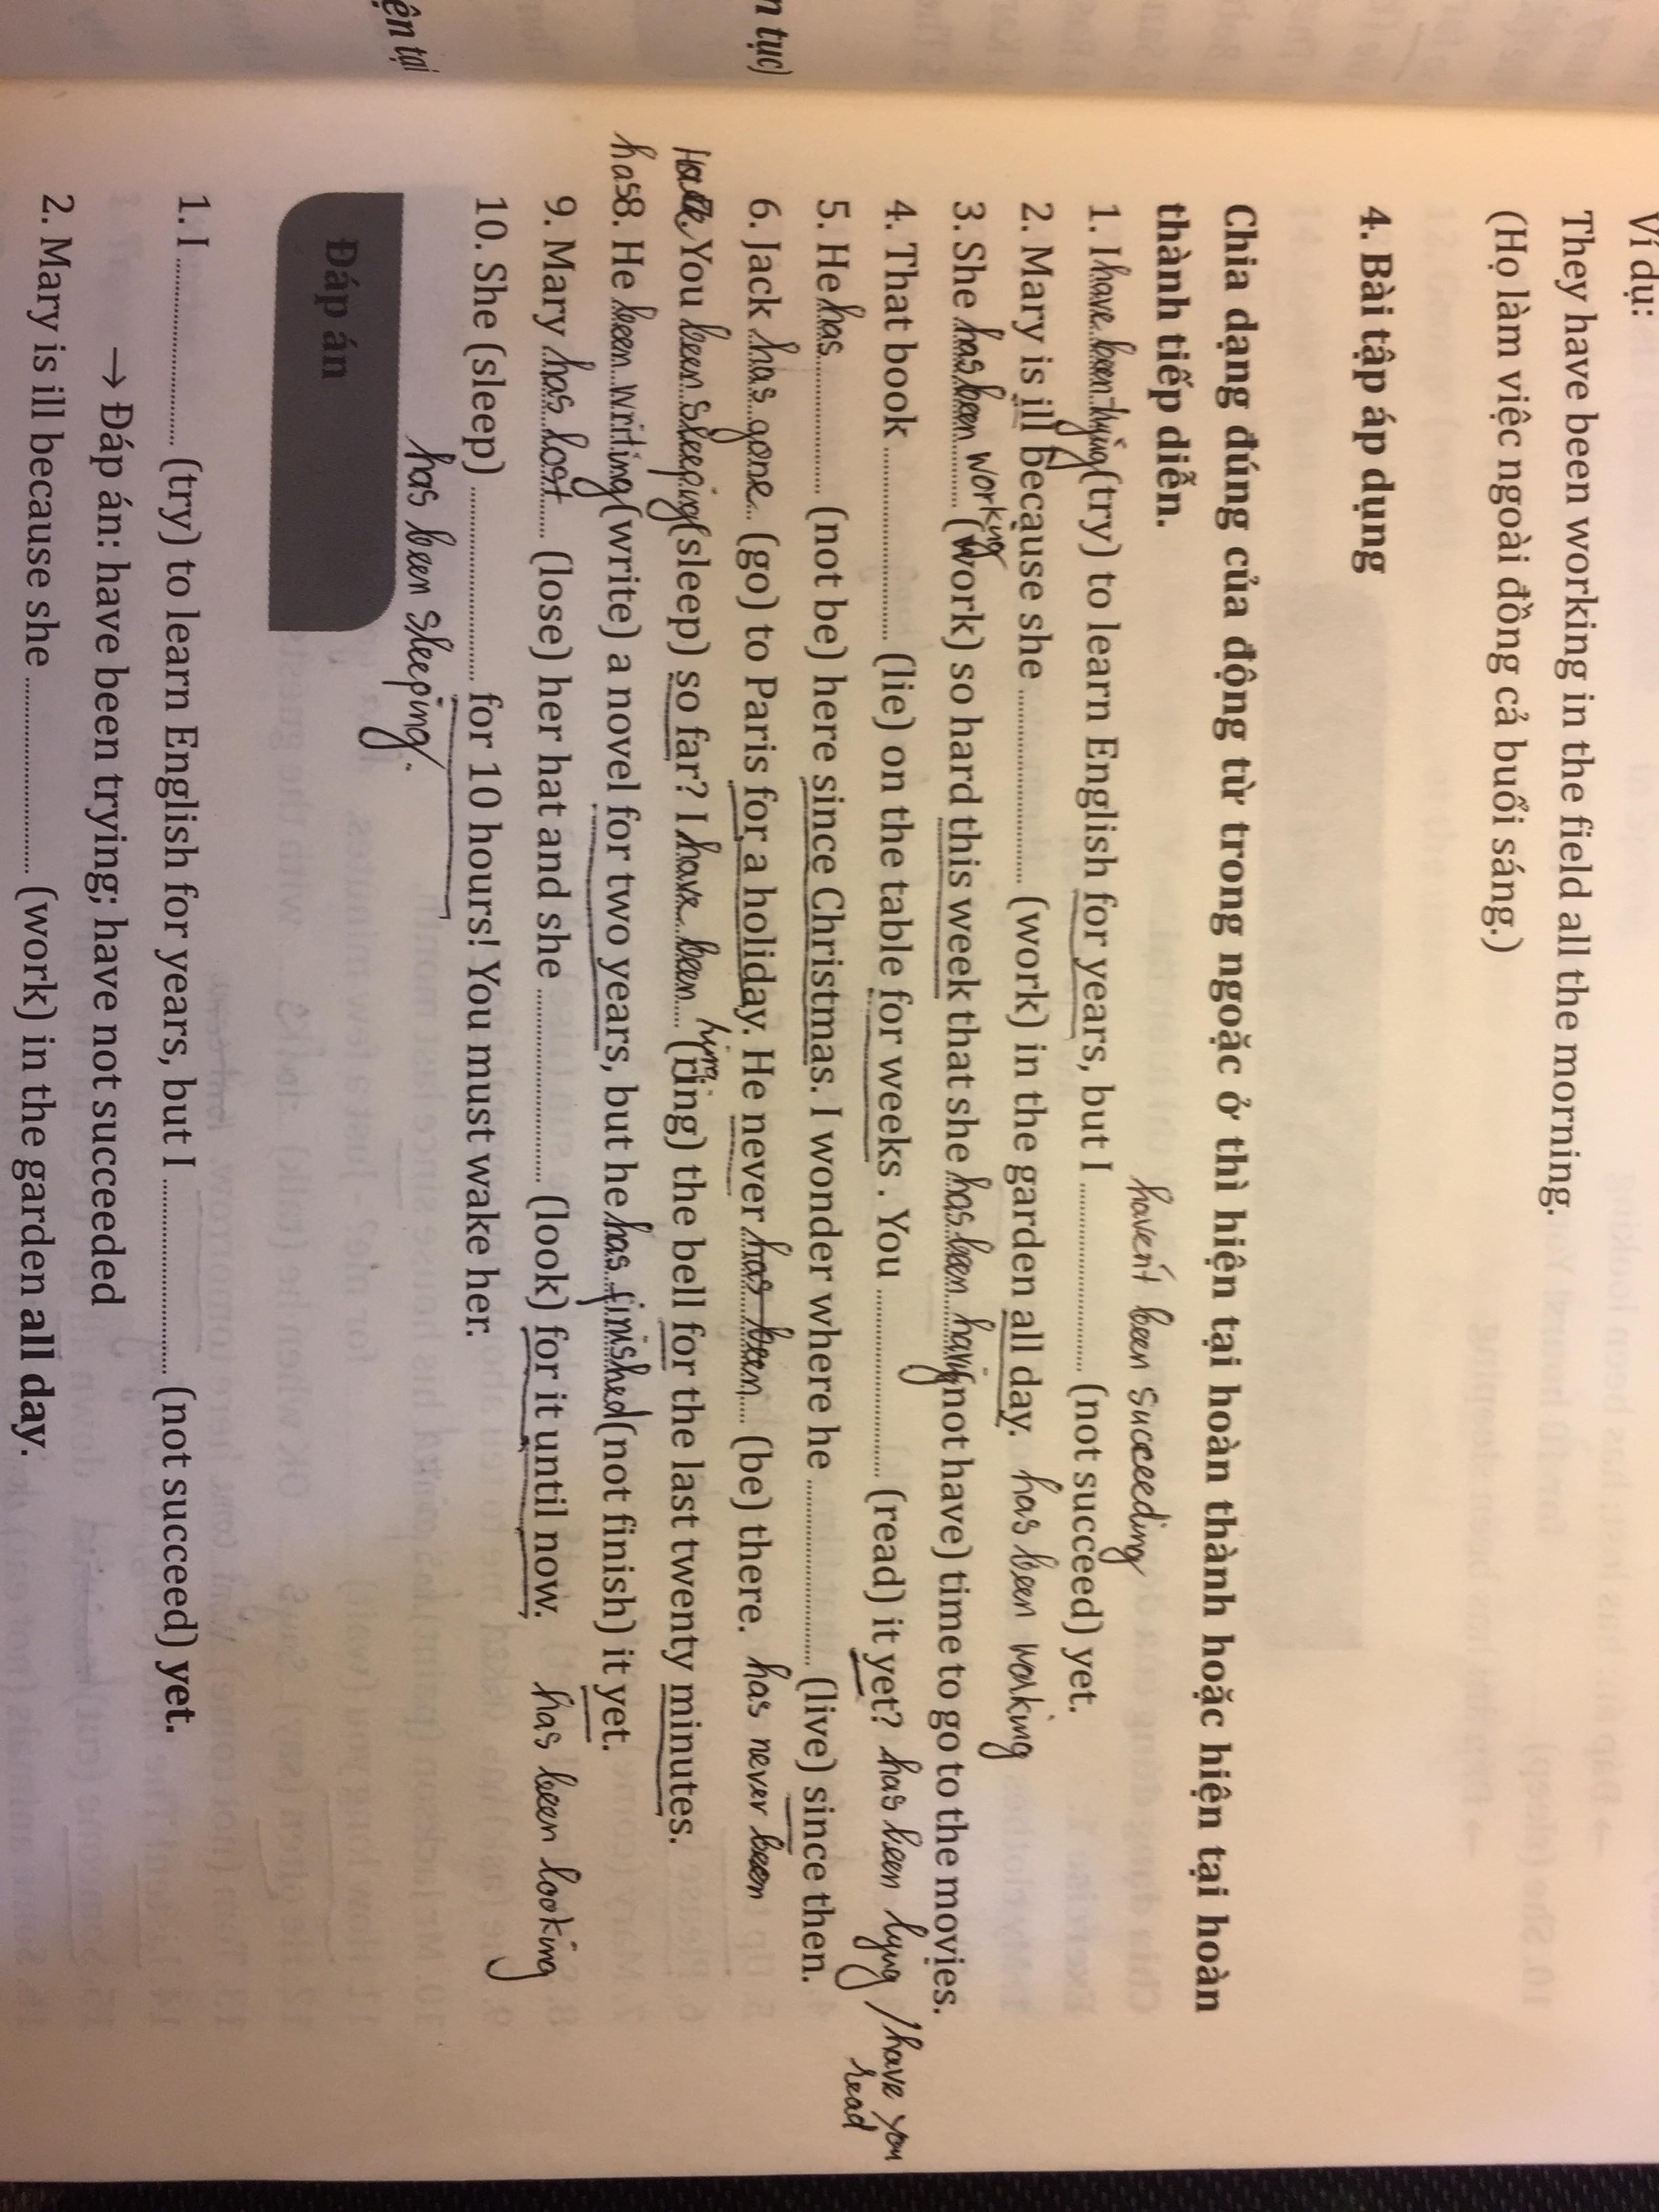 Ví dụ:
They have been working in the field all the morning.
(Họ làm việc ngoài đồng cả buổi sáng.)
4. Bài tập áp dụng
Chia dạng đúng của động từ trong ngoặc ở thì hiện tại hoàn thành hoặc hiện tại hoàn
thành tiếp diễn.
haven't been succeeding
1. I have been trying (try) to learn English for years, but I ............ (not succeed) yet.
2. Mary is ill because she ............ (work) in the garden all day. has been working
3. She has been working (work) so hard this week that she has been having (not have) time to go to the movies.
4. That book ............ (lie) on the table for weeks . You ............ (read) it yet? has been lying / have you read
5. He has ............ (not be) here since Christmas. I wonder where he ............ (live) since then.
6. Jack has gone (go) to Paris for a holiday. He never has been (be) there. has never been
Have You been sleeping (sleep) so far? I have been (ring) the bell for the last twenty minutes.
has 8. He been writing (write) a novel for two years, but he has finished (not finish) it yet.
9. Mary has lost (lose) her hat and she ............ (look) for it until now. has been looking
10. She (sleep) ............ for 10 hours! You must wake her.
has been sleeping.
Đáp án
1. I ............ (try) to learn English for years, but I ............ (not succeed) yet.
→ Đáp án: have been trying; have not succeeded
2. Mary is ill because she ............ (work) in the garden all day.
n tục)
ện tại